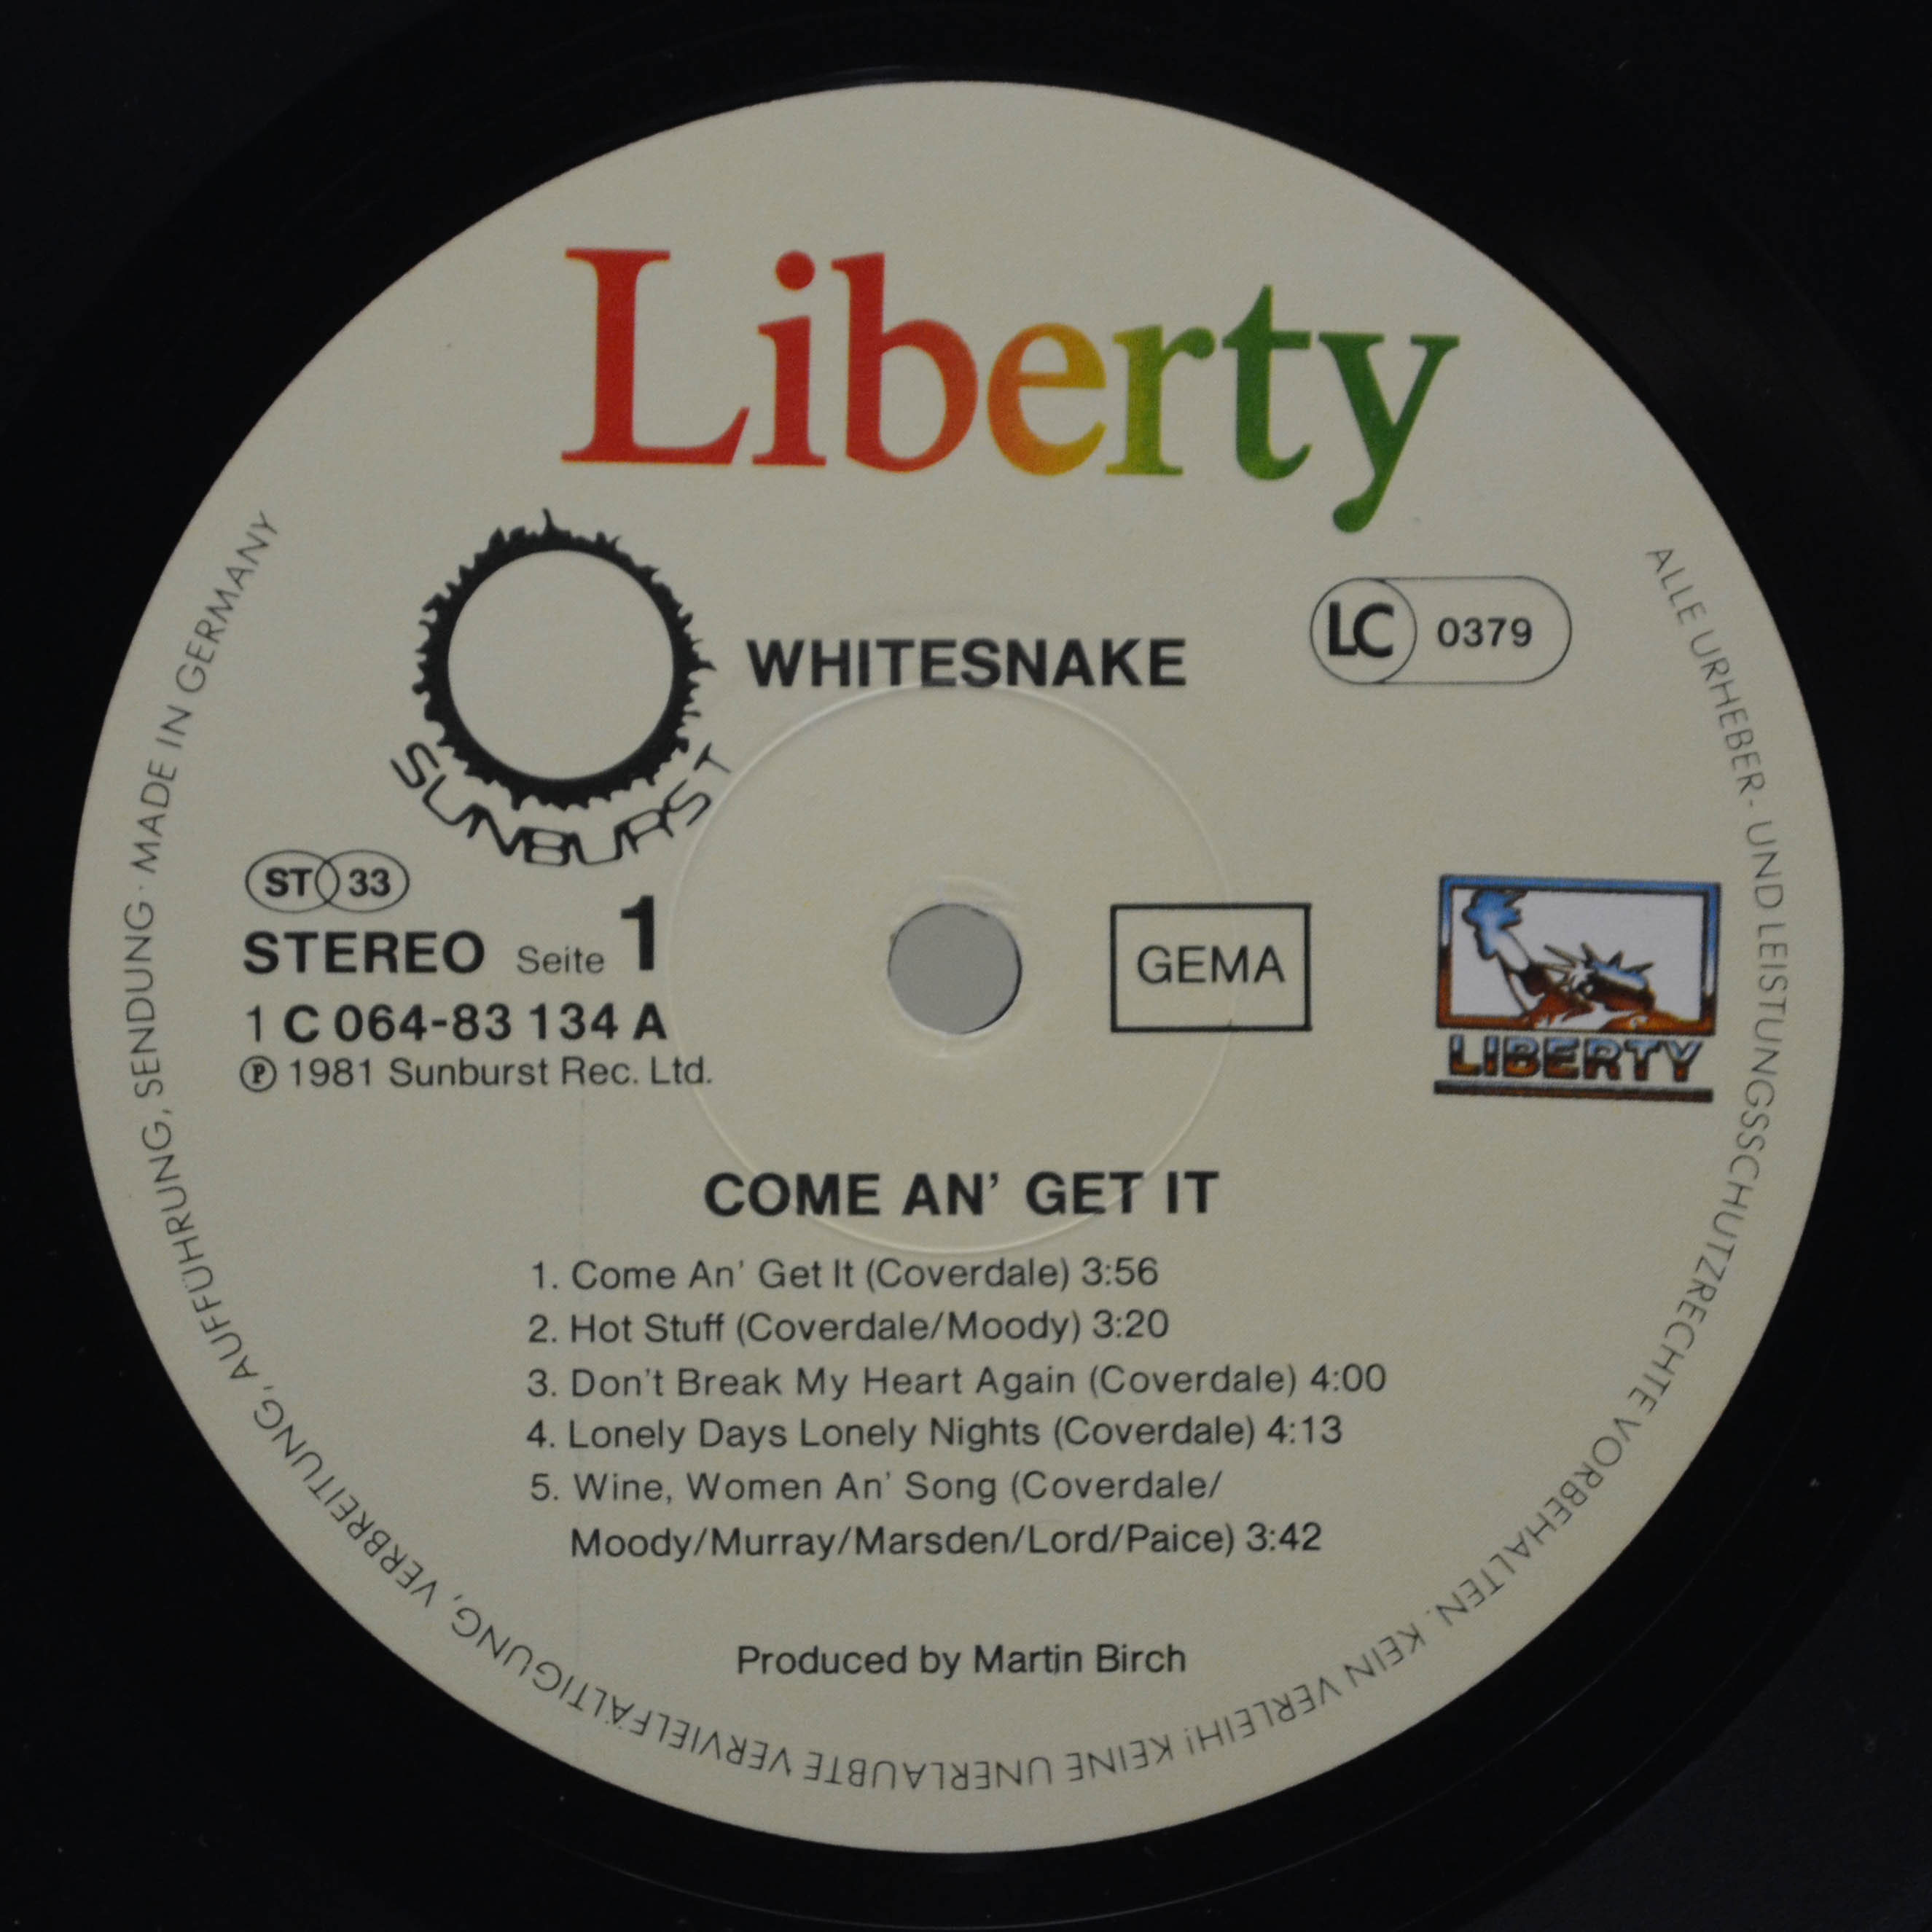 Liberty
SUNBURST
WHITESNAKE
LC 0379
ST 33
STEREO Seite 1
1 C 064-83 134 A
Ⓟ 1981 Sunburst Rec. Ltd.
GEMA
LIBERTY
COME AN' GET IT
1. Come An' Get It (Coverdale) 3:56
2. Hot Stuff (Coverdale/Moody) 3:20
3. Don't Break My Heart Again (Coverdale) 4:00
4. Lonely Days Lonely Nights (Coverdale) 4:13
5. Wine, Women An' Song (Coverdale/
Moody/Murray/Marsden/Lord/Paice) 3:42
Produced by Martin Birch
ALLE URHEBER- UND LEISTUNGSSCHUTZRECHTE VORBEHALTEN. KEIN VERLEIH! KEINE UNERLAUBTE VERVIELFÄLTIGUNG, VERBREITUNG, AUFFÜHRUNG, SENDUNG · MADE IN GERMANY